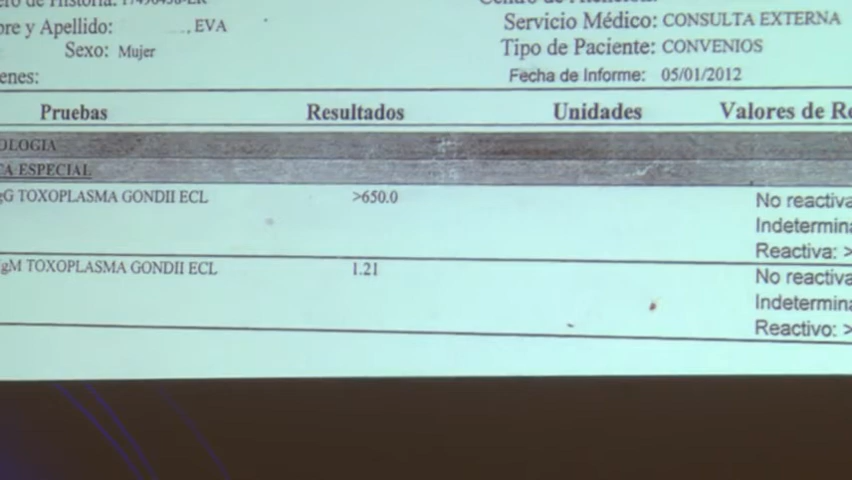 de Historia:
Servicio Médico: CONSULTA EXTERNA
y Apellido: , EVA
Tipo de Paciente: CONVENIOS
Sexo: Mujer
Fecha de Informe: 05/01/2012
enes:
Pruebas Resultados Unidades Valores de Re
OLOGIA
CA ESPECIAL
gG TOXOPLASMA GONDII ECL >650.0 No reactiva
Indetermina
Reactiva: >
gM TOXOPLASMA GONDII ECL 1.21 No reactiva
Indetermina
Reactivo: >